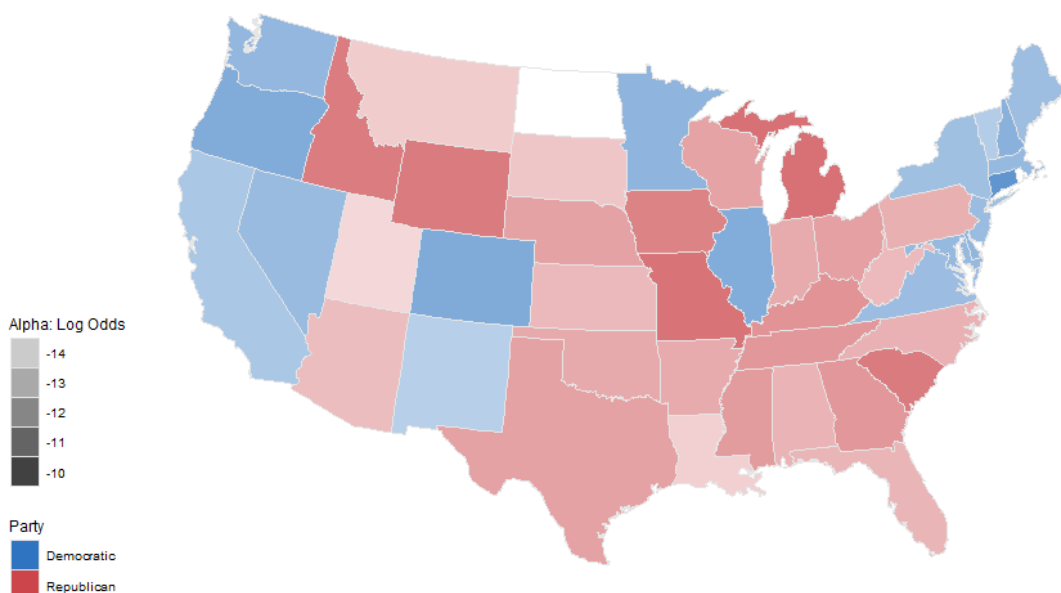 Alpha: Log Odds
-14
-13
-12
-11
-10
Party
Democratic
Republican